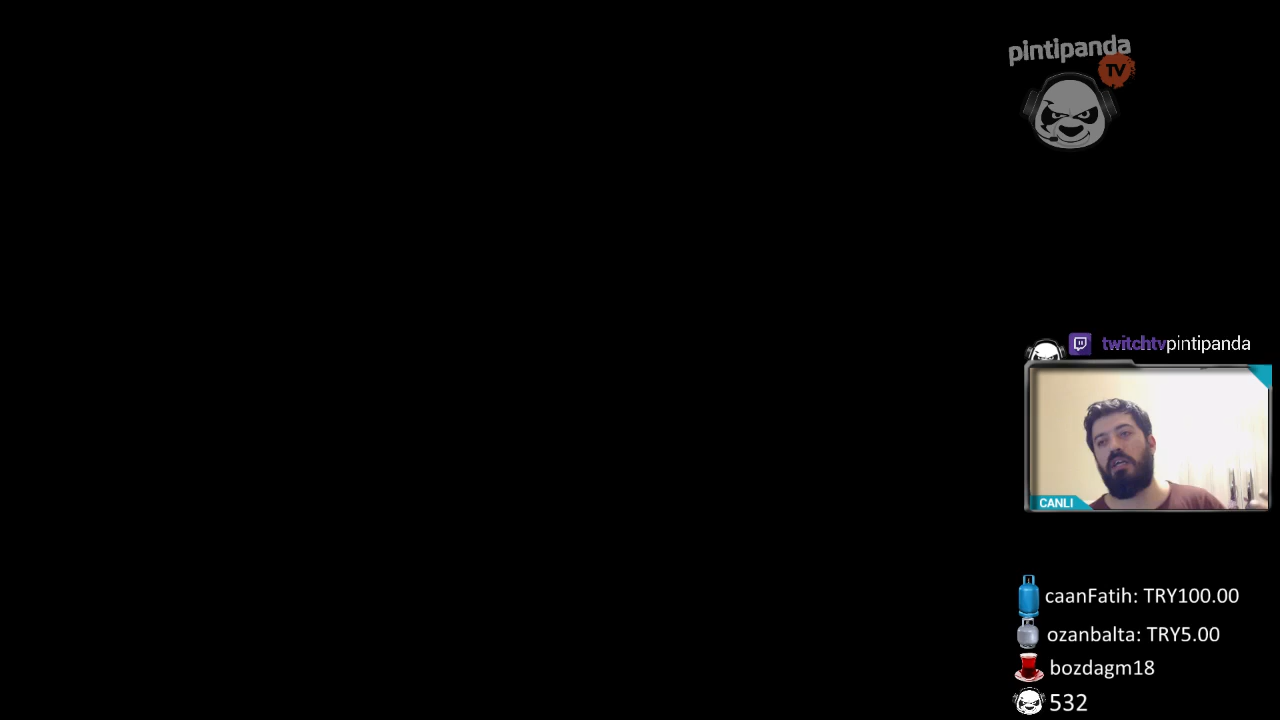 pintipanda
TV
twitchtvpintipanda
CANLI
caanFatih: TRY100.00
ozanbalta: TRY5.00
bozdagm18
532